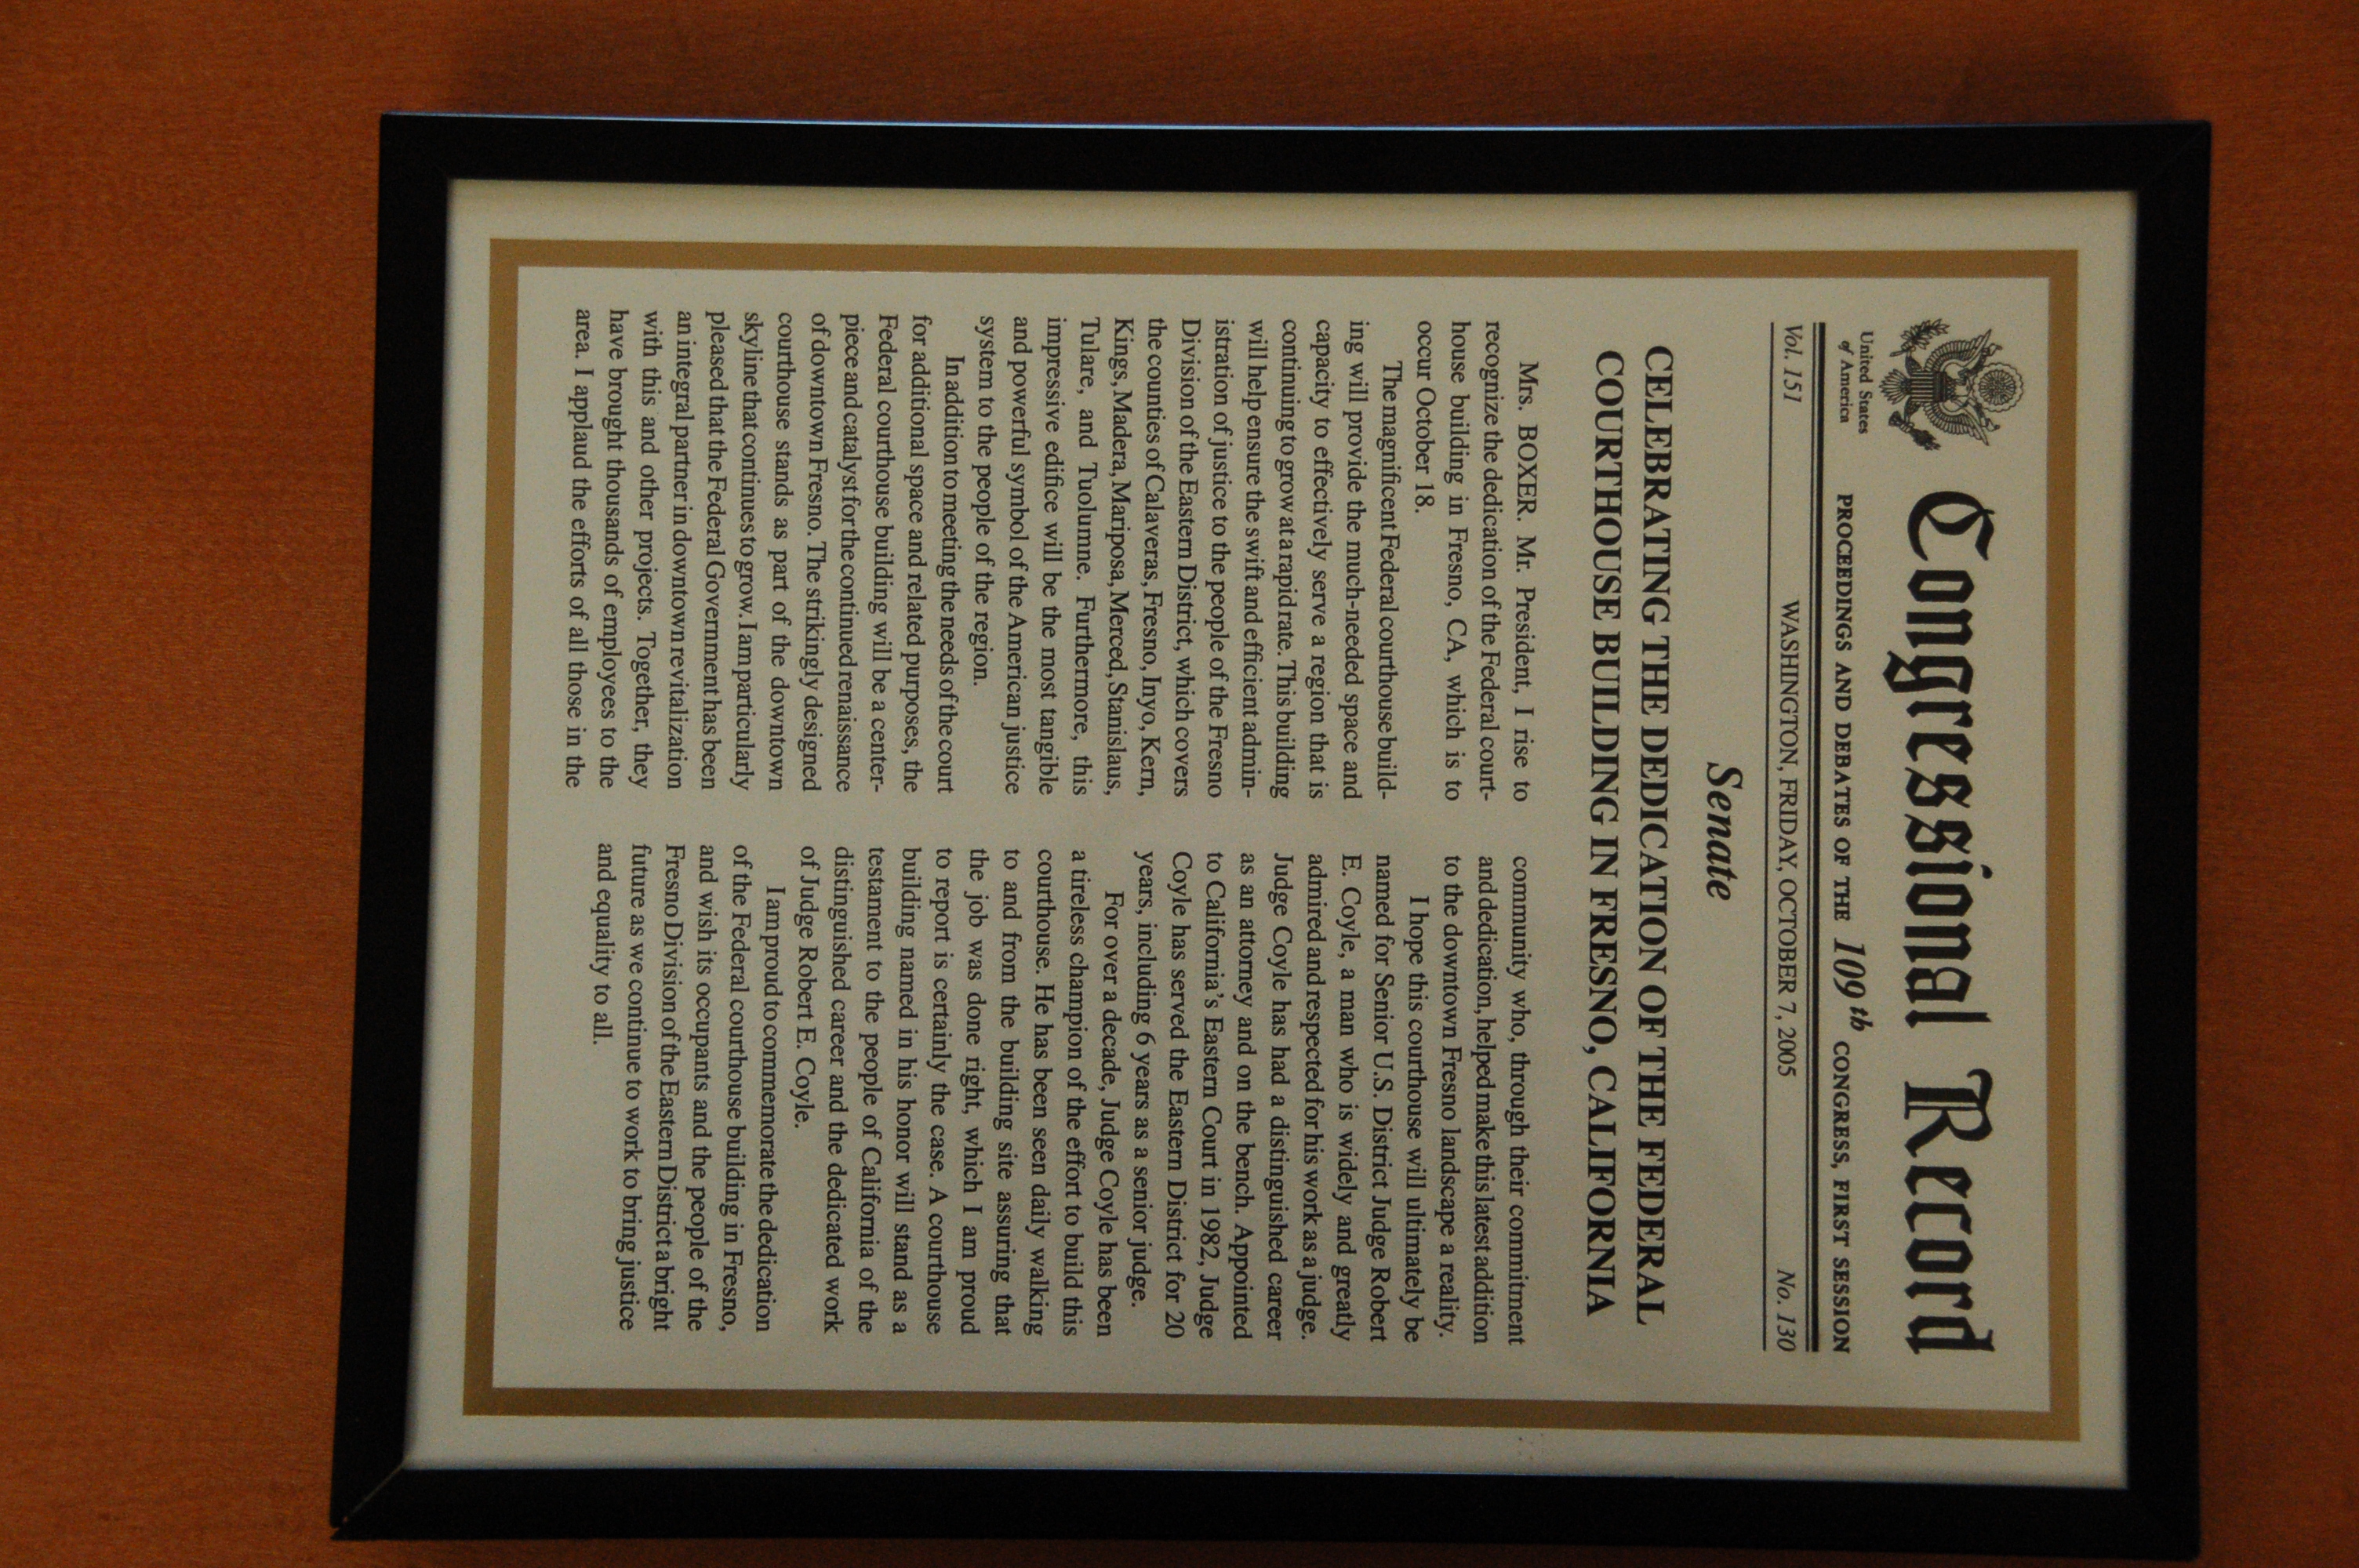 Congressional Record
United States
of America
PROCEEDINGS AND DEBATES OF THE 109th CONGRESS, FIRST SESSION
Vol. 151 WASHINGTON, FRIDAY, OCTOBER 7, 2005 No. 130
Senate
CELEBRATING THE DEDICATION OF THE FEDERAL
COURTHOUSE BUILDING IN FRESNO, CALIFORNIA
Mrs. BOXER. Mr. President, I rise to
recognize the dedication of the Federal court-
house building in Fresno, CA, which is to
occur October 18.
The magnificent Federal courthouse build-
ing will provide the much-needed space and
capacity to effectively serve a region that is
continuing to grow at a rapid rate. This building
will help ensure the swift and efficient admin-
istration of justice to the people of the Fresno
Division of the Eastern District, which covers
the counties of Calaveras, Fresno, Inyo, Kern,
Kings, Madera, Mariposa, Merced, Stanislaus,
Tulare, and Tuolumne. Furthermore, this
impressive edifice will be the most tangible
and powerful symbol of the American justice
system to the people of the region.
In addition to meeting the needs of the court
for additional space and related purposes, the
Federal courthouse building will be a center-
piece and catalyst for the continued renaissance
of downtown Fresno. The strikingly designed
courthouse stands as part of the downtown
skyline that continues to grow. I am particularly
pleased that the Federal Government has been
an integral partner in downtown revitalization
with this and other projects. Together, they
have brought thousands of employees to the
area. I applaud the efforts of all those in the
community who, through their commitment
and dedication, helped make this latest addition
to the downtown Fresno landscape a reality.
I hope this courthouse will ultimately be
named for Senior U.S. District Judge Robert
E. Coyle, a man who is widely and greatly
admired and respected for his work as a judge.
Judge Coyle has had a distinguished career
as an attorney and on the bench. Appointed
to California's Eastern Court in 1982, Judge
Coyle has served the Eastern District for 20
years, including 6 years as a senior judge.
For over a decade, Judge Coyle has been
a tireless champion of the effort to build this
courthouse. He has been seen daily walking
to and from the building site assuring that
the job was done right, which I am proud
to report is certainly the case. A courthouse
building named in his honor will stand as a
testament to the people of California of the
distinguished career and the dedicated work
of Judge Robert E. Coyle.
I am proud to commemorate the dedication
of the Federal courthouse building in Fresno,
and wish its occupants and the people of the
Fresno Division of the Eastern District a bright
future as we continue to work to bring justice
and equality to all.